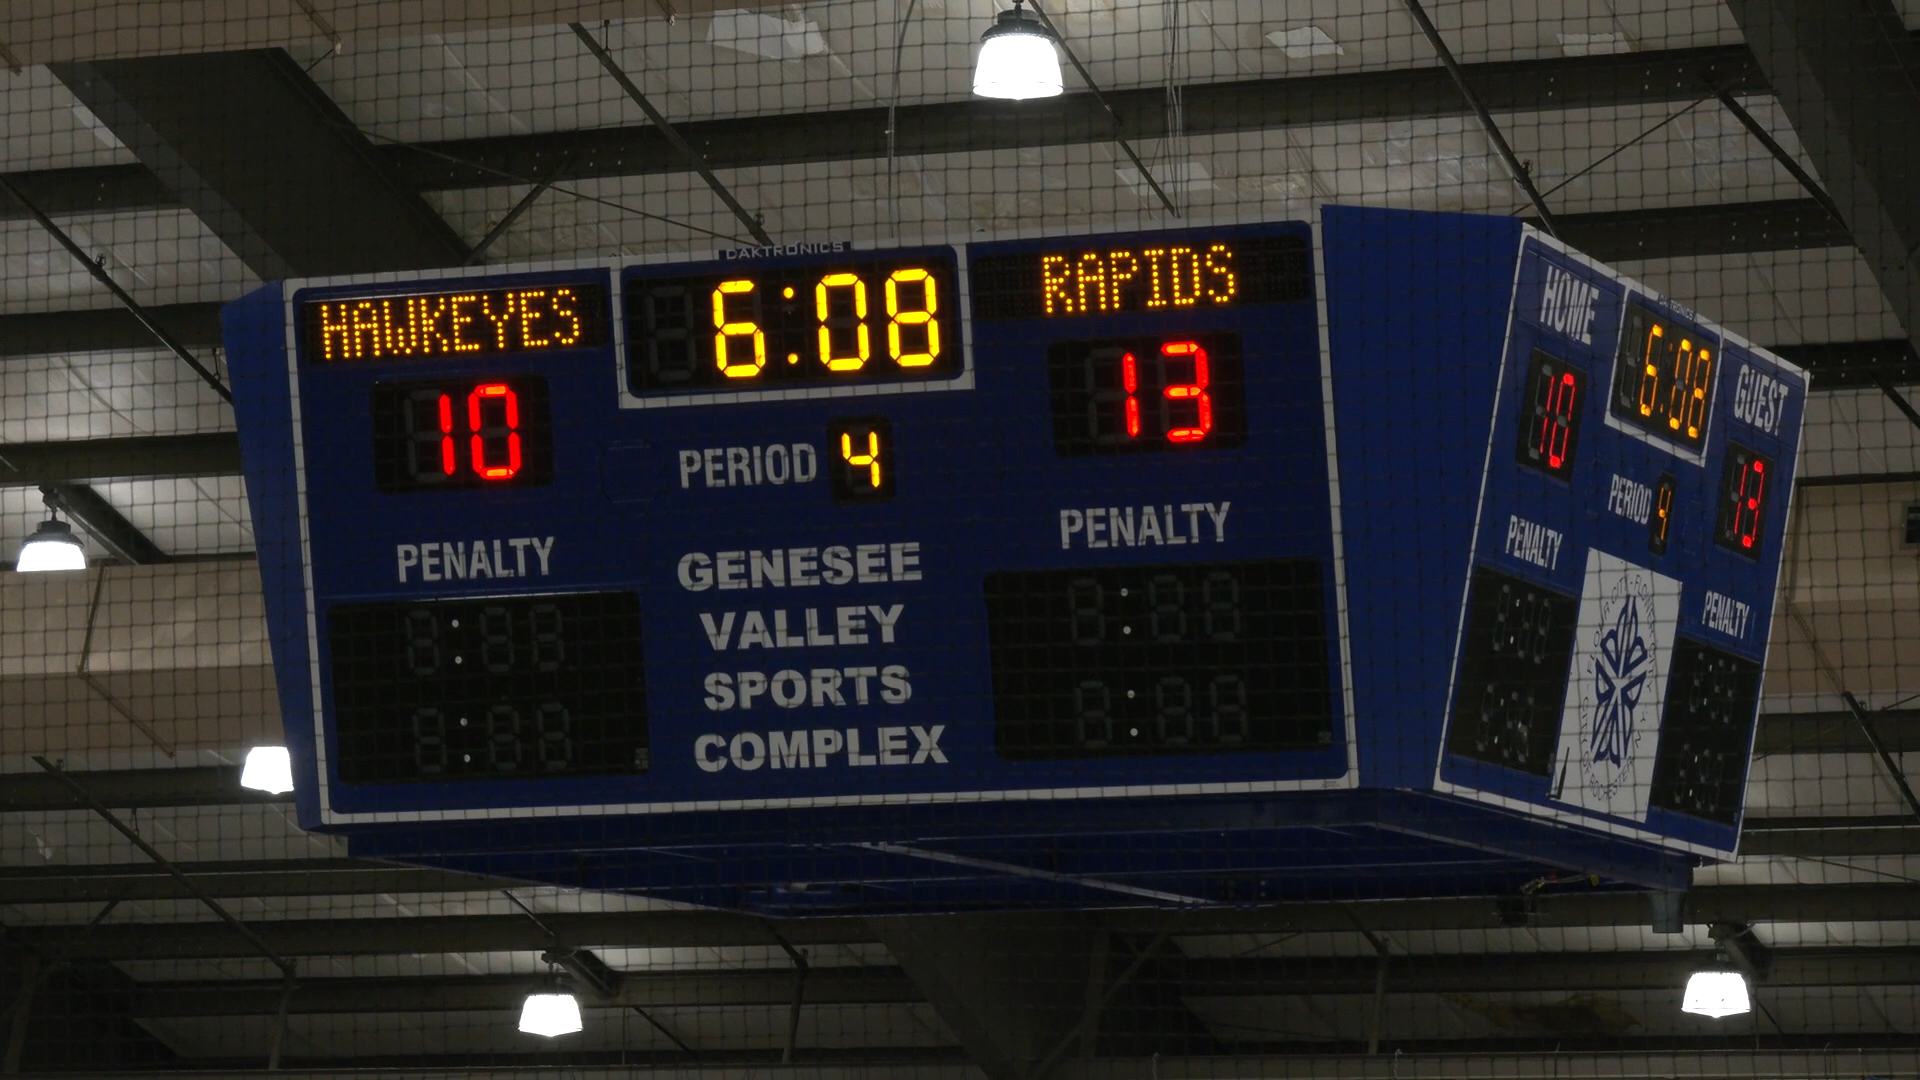 DAKTRONICS
HAWKEYES 6:08 RAPIDS
10 13
PERIOD 4
PENALTY PENALTY
GENESEE
VALLEY
SPORTS
COMPLEX
DAKTRONICS
HOME 6:08 GUEST
10 13
PERIOD 4
PENALTY PENALTY